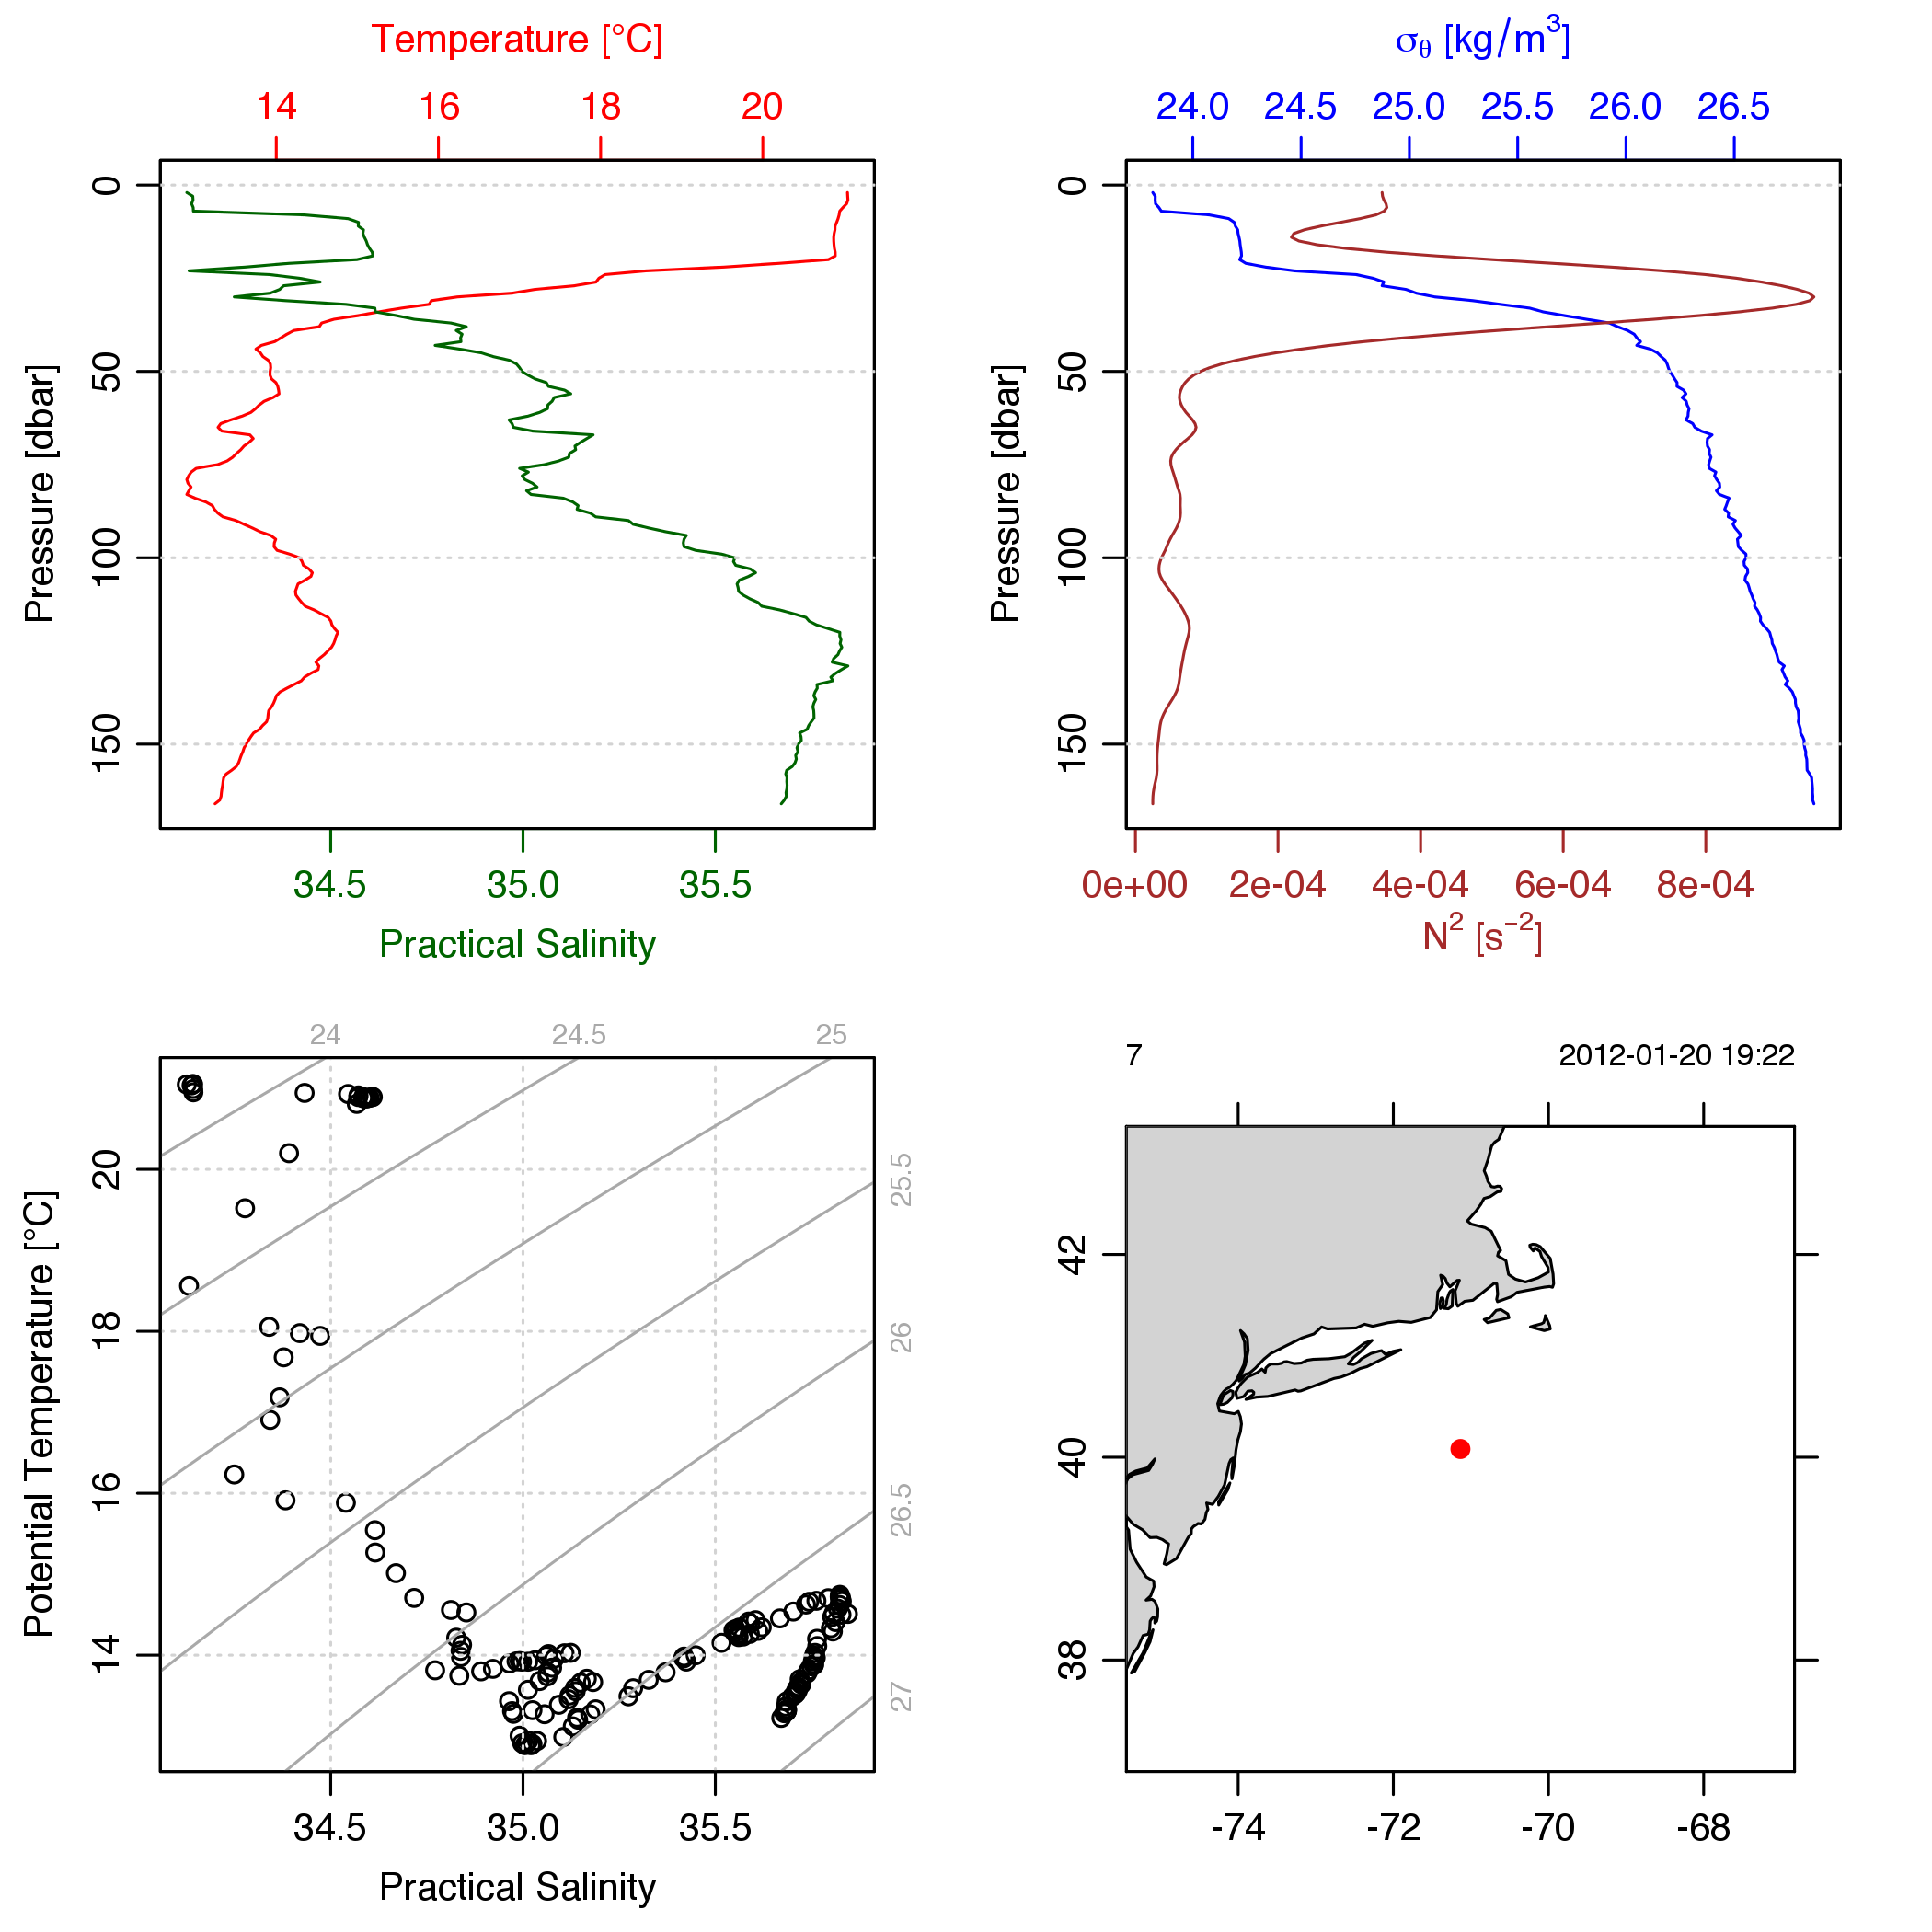 Temperature [°C]
14 16 18 20
0
50
100
150
Pressure [dbar]
34.5 35.0 35.5
Practical Salinity
σθ [kg/m³]
24.0 24.5 25.0 25.5 26.0 26.5
0
50
100
150
Pressure [dbar]
0e+00 2e-04 4e-04 6e-04 8e-04
N² [s⁻²]
24 24.5 25
25.5
26
26.5
27
20
18
16
14
Potential Temperature [°C]
34.5 35.0 35.5
Practical Salinity
7 2012-01-20 19:22
42
40
38
-74 -72 -70 -68